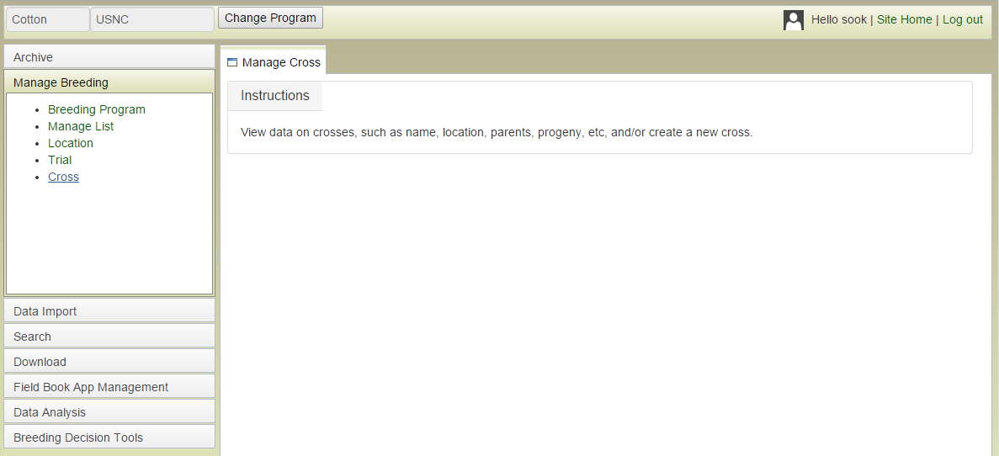 Cotton USNC Change Program Hello sook | Site Home | Log out
Archive
Manage Breeding
Breeding Program
Manage List
Location
Trial
Cross
Data Import
Search
Download
Field Book App Management
Data Analysis
Breeding Decision Tools
Manage Cross
Instructions
View data on crosses, such as name, location, parents, progeny, etc, and/or create a new cross.